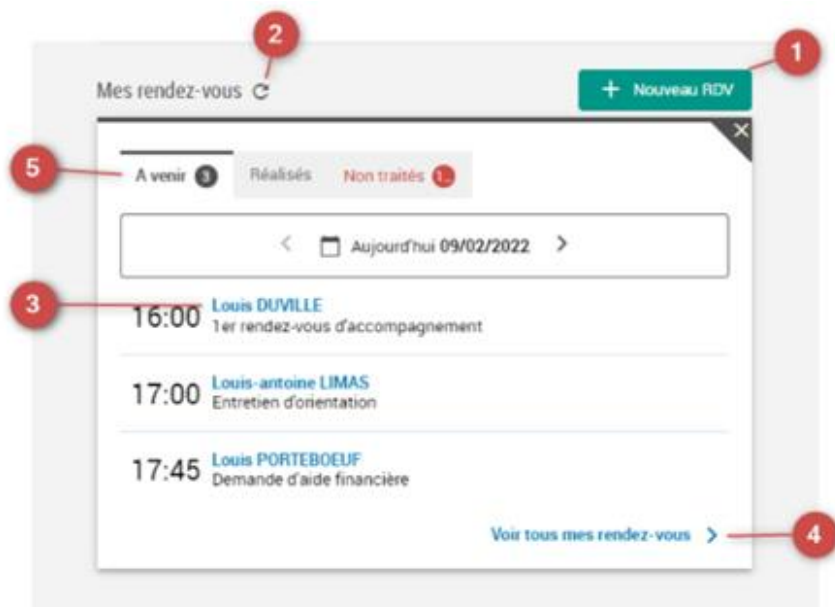 2
1
Mes rendez-vous
+ Nouveau RDV
5
A venir 3 Réalisés Non traités 1...
Aujourd'hui 09/02/2022
3
16:00 Louis DUVILLE
1er rendez-vous d'accompagnement
17:00 Louis-antoine LIMAS
Entretien d'orientation
17:45 Louis PORTEBOEUF
Demande d'aide financière
Voir tous mes rendez-vous
4